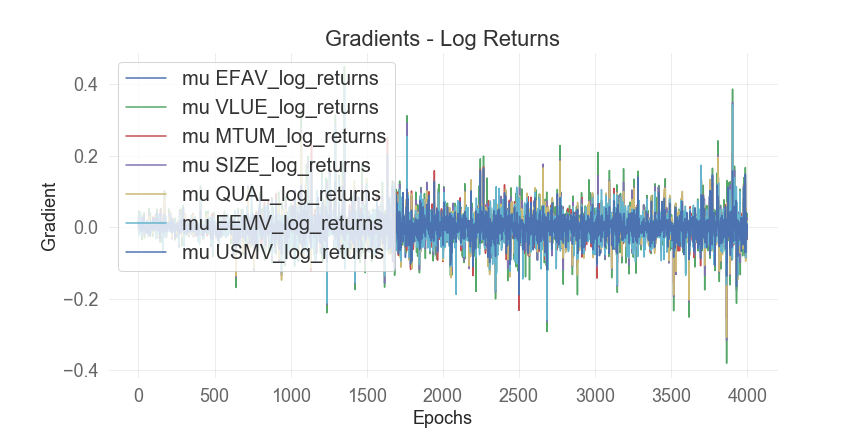 Gradients - Log Returns
mu EFAV_log_returns
mu VLUE_log_returns
mu MTUM_log_returns
mu SIZE_log_returns
mu QUAL_log_returns
mu EEMV_log_returns
mu USMV_log_returns
Gradient
0.4
0.2
0.0
−0.2
−0.4
0 500 1000 1500 2000 2500 3000 3500 4000
Epochs